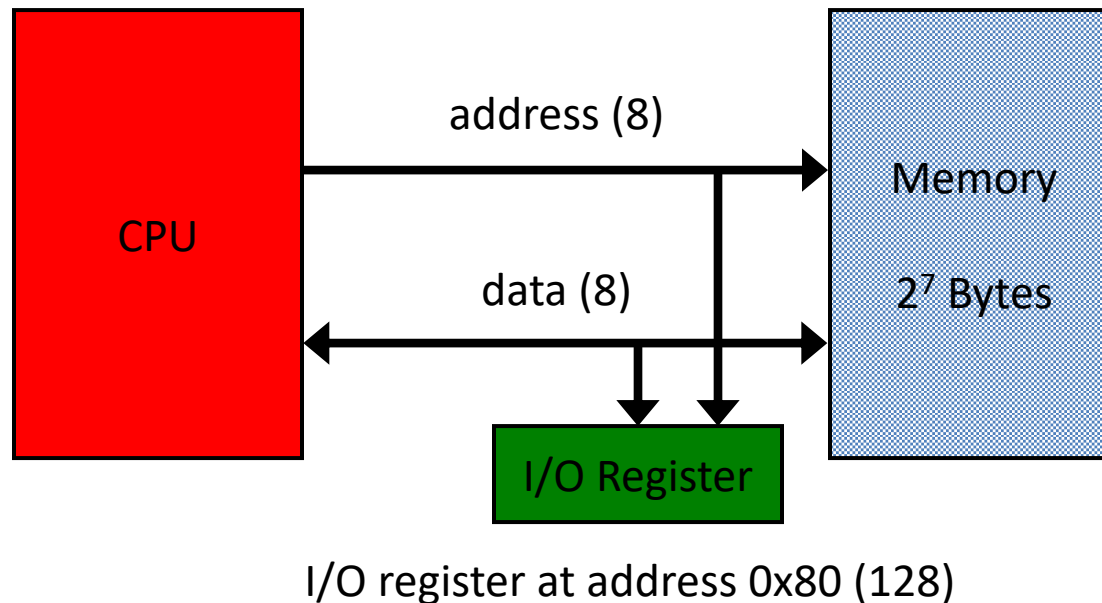 address (8)
CPU
Memory
2⁷ Bytes
data (8)
I/O Register
I/O register at address 0x80 (128)